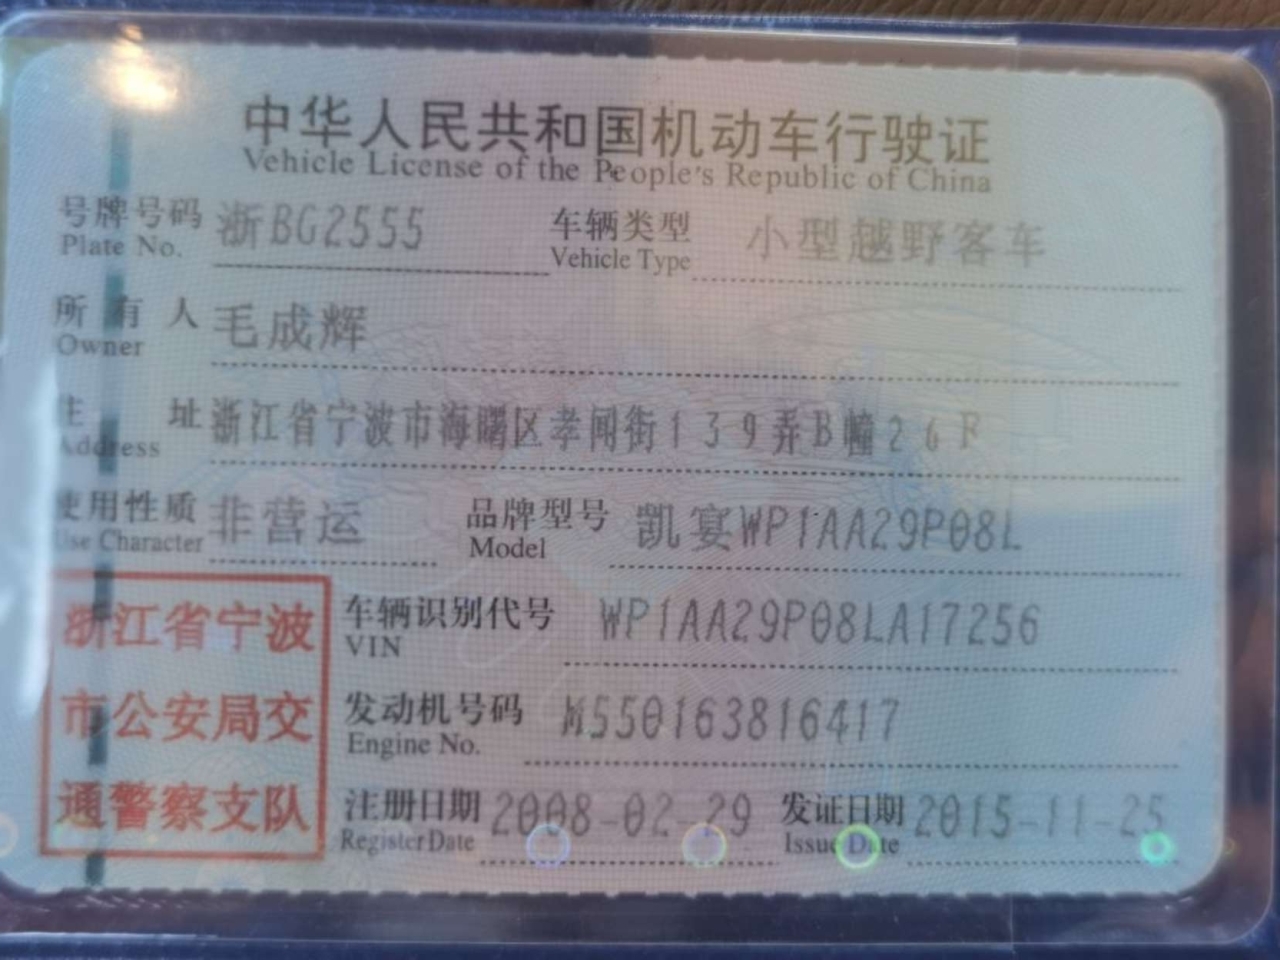 中华人民共和国机动车行驶证
Vehicle License of the People's Republic of China
号牌号码 浙BG2555 车辆类型 小型越野客车
Plate No. Vehicle Type
所有人 毛成辉
Owner
住址 浙江省宁波市海曙区孝闻街139弄B幢26F
Address
使用性质 非营运 品牌型号 凯宴WP1AA29P08L
Use Character Model
浙江省宁波
市公安局交
通警察支队
车辆识别代号 WP1AA29P08LA17256
VIN
发动机号码 M550163816417
Engine No.
注册日期 2008-02-29 发证日期 2015-11-25
Register Date Issue Date